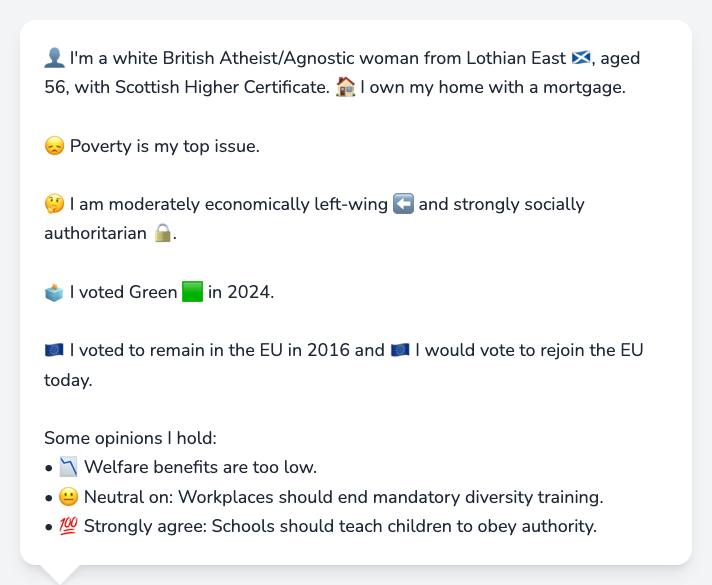 👤 I'm a white British Atheist/Agnostic woman from Lothian East 🏴󠁧󠁢󠁳󠁣󠁴󠁿, aged
56, with Scottish Higher Certificate. 🏠 I own my home with a mortgage.
😞 Poverty is my top issue.
🤔 I am moderately economically left-wing ⬅️ and strongly socially
authoritarian 🔒.
🗳️ I voted Green 🟩 in 2024.
🇪🇺 I voted to remain in the EU in 2016 and 🇪🇺 I would vote to rejoin the EU
today.
Some opinions I hold:
• 📉 Welfare benefits are too low.
• 😐 Neutral on: Workplaces should end mandatory diversity training.
• 💯 Strongly agree: Schools should teach children to obey authority.